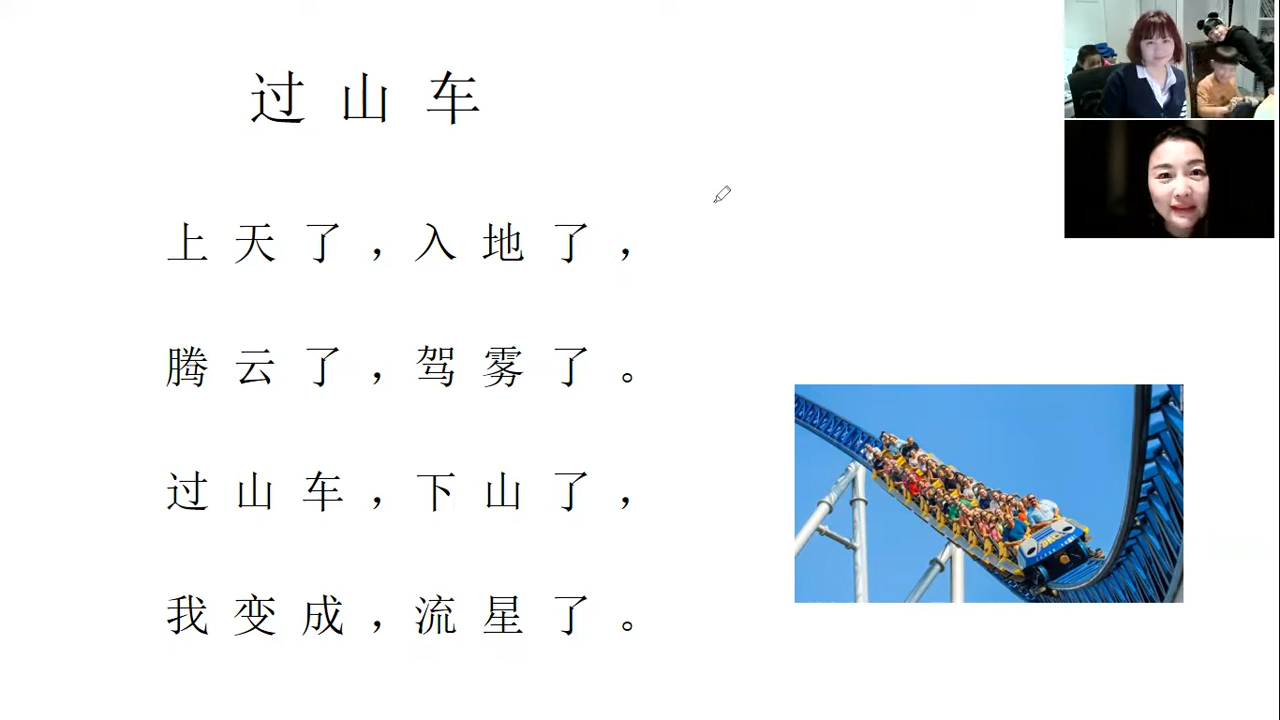 过山车
上天了，入地了，
腾云了，驾雾了。
过山车，下山了，
我变成，流星了。